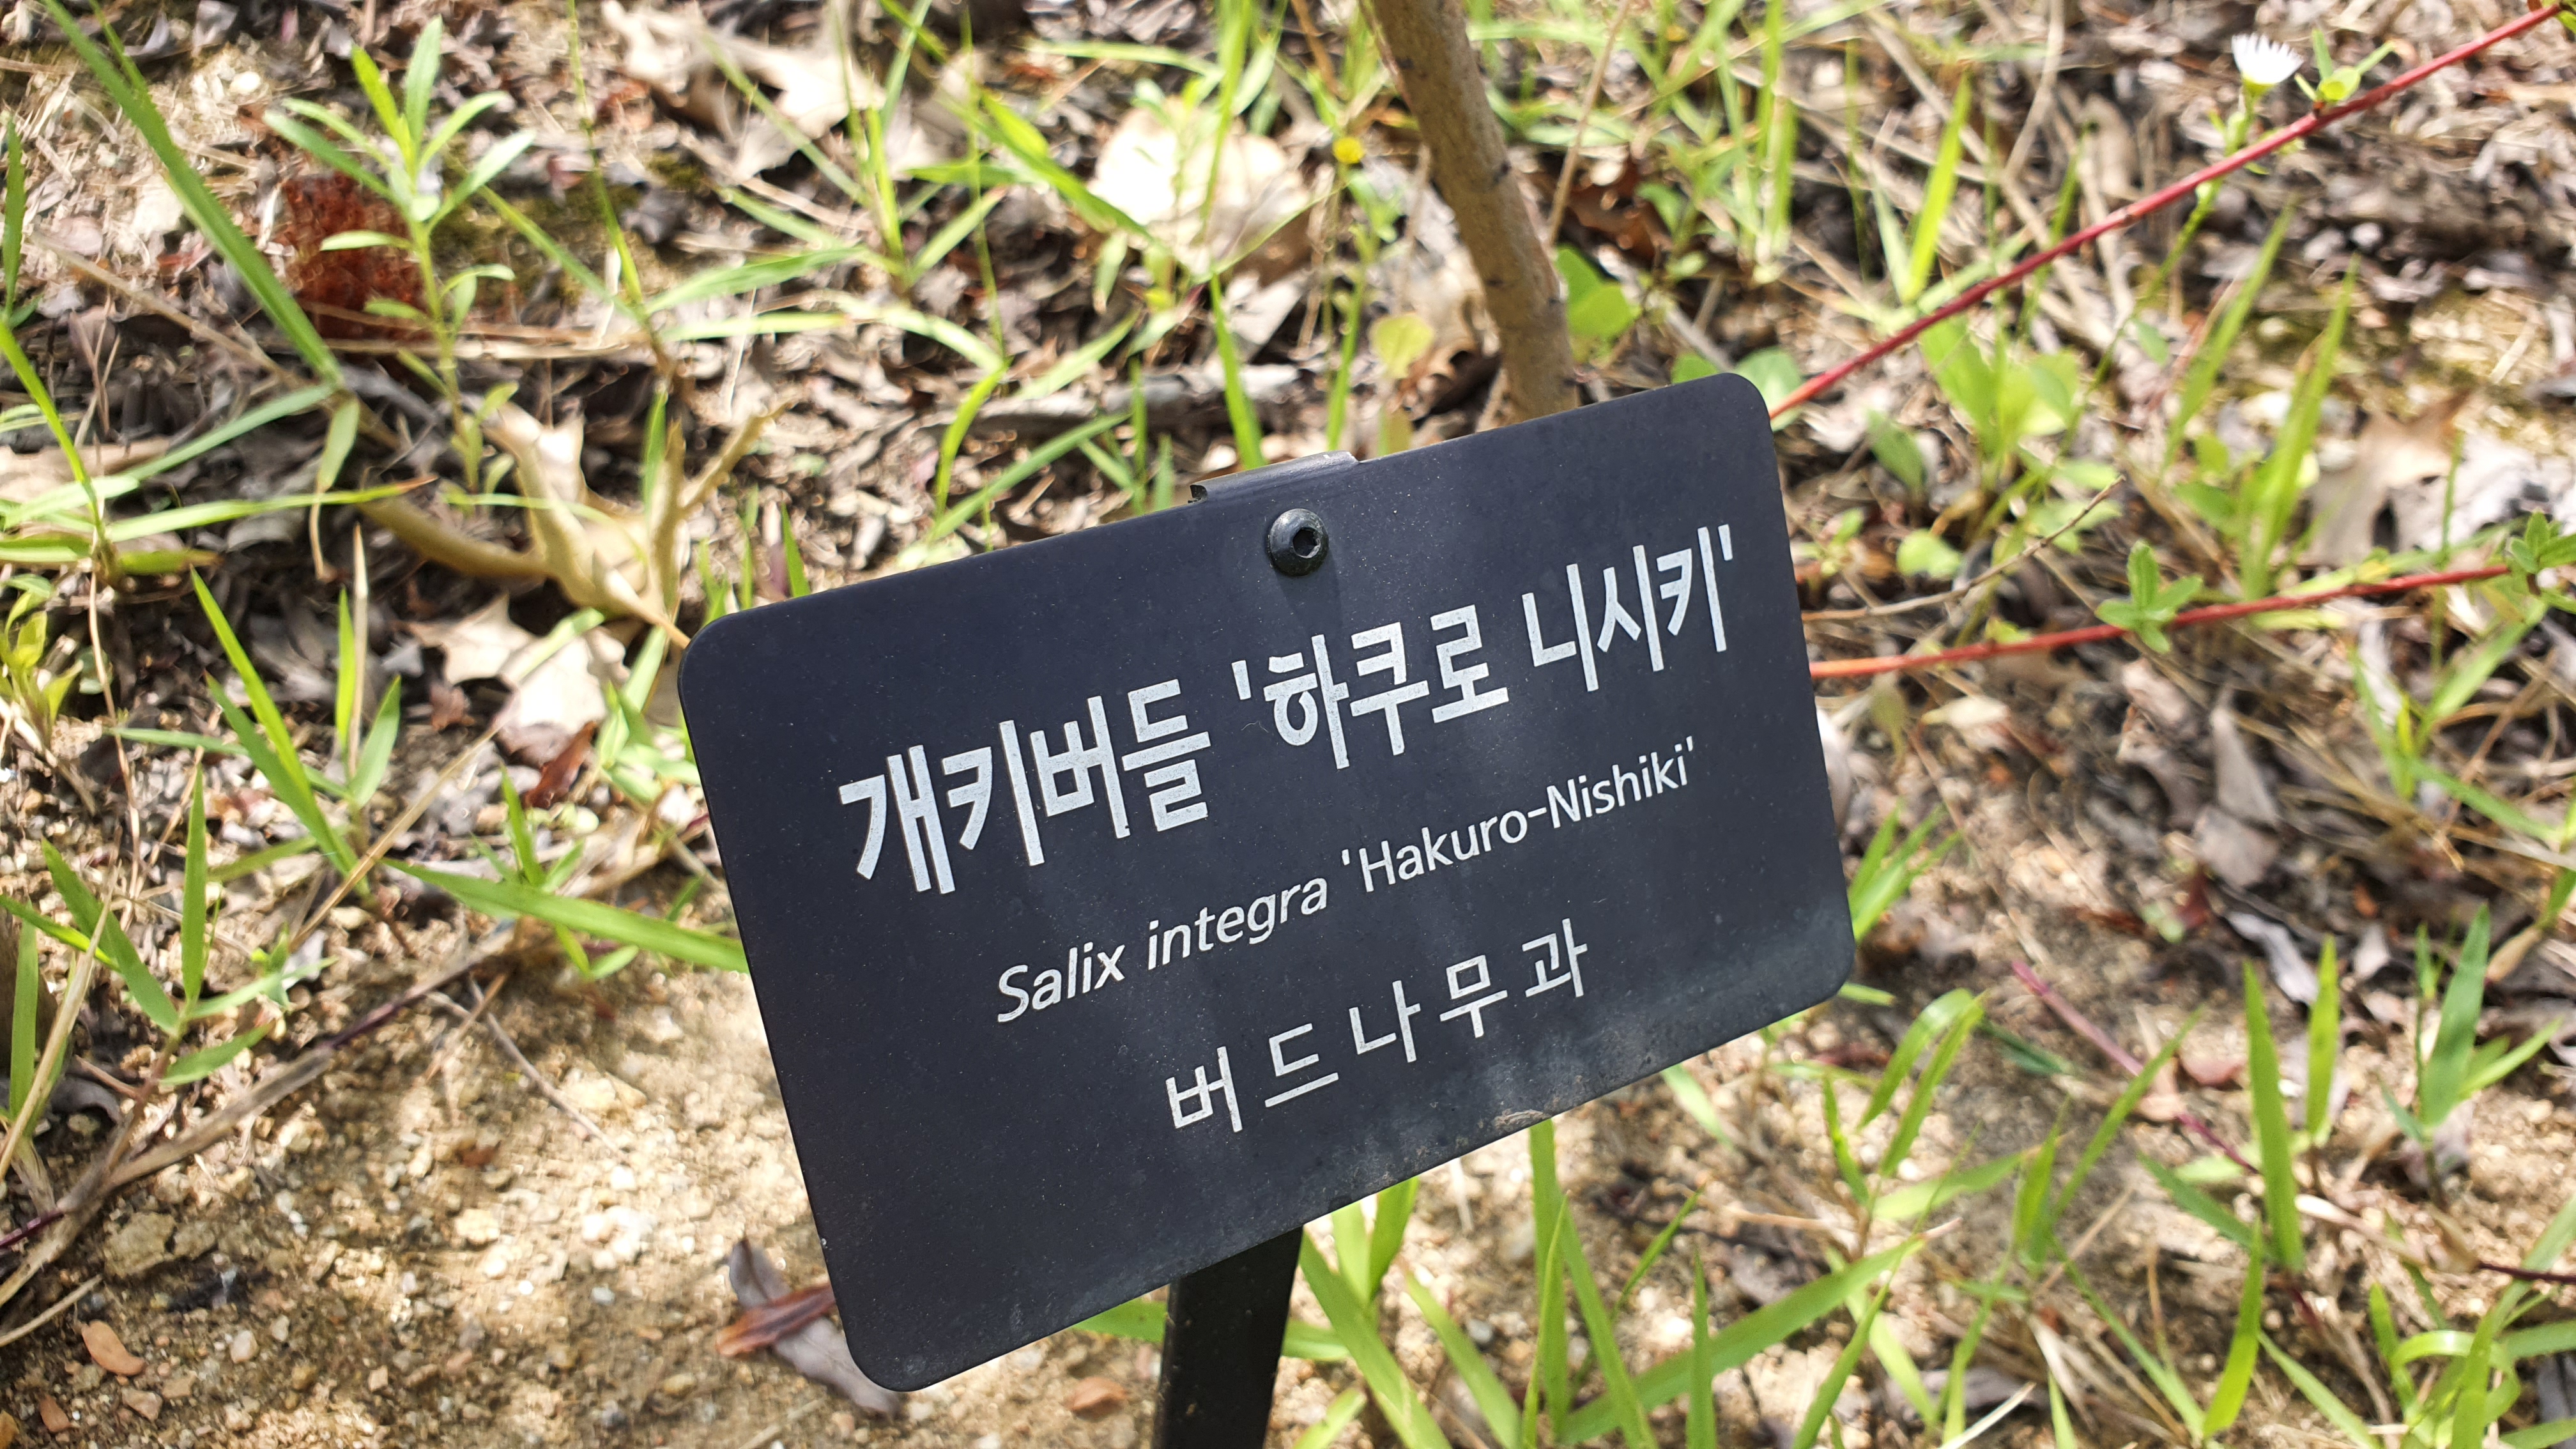 개키버들 '하쿠로 니시키'
Salix integra 'Hakuro-Nishiki'
버드나무과